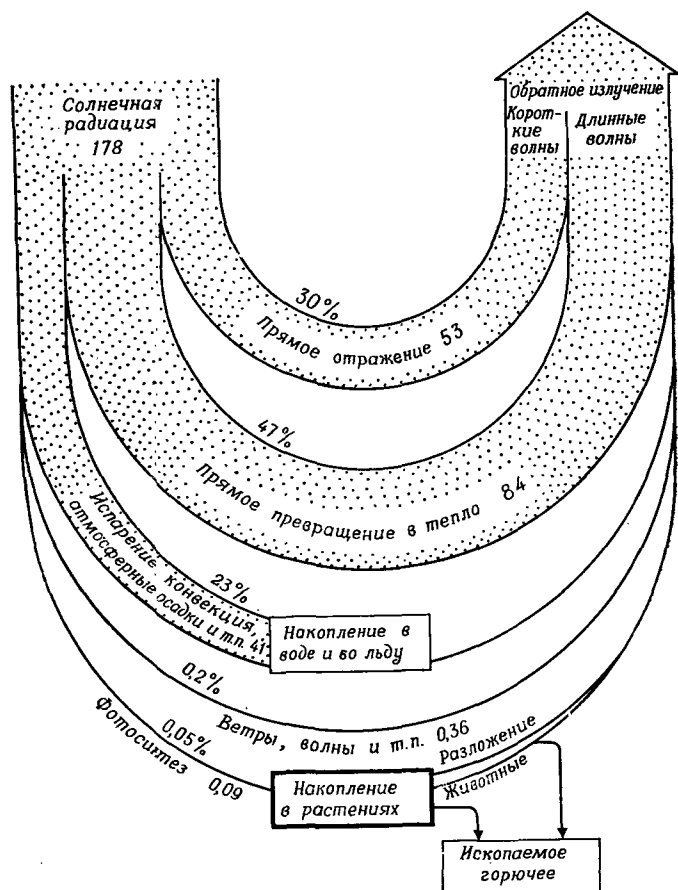 Солнечная
радиация
178
Обратное излучение
Корот-
кие
волны
Длинные
волны
30%
Прямое отражение 53
47%
Прямое превращение в тепло 84
Испарение конвекция,
атмосферные осадки и т.п. 41
23%
Накопление в
воде и во льду
0,2%
Ветры, волны и т.п. 0,36
Фотосинтез 0,09
0,05%
Разложение
Животные
Накопление
в растениях
Ископаемое
горючее